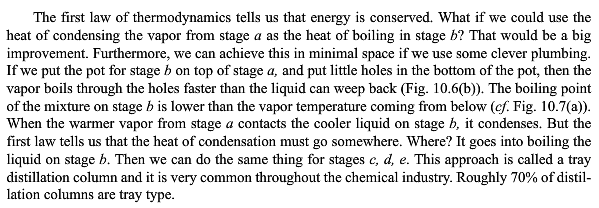 The first law of thermodynamics tells us that energy is conserved. What if we could use the
heat of condensing the vapor from stage a as the heat of boiling in stage b? That would be a big
improvement. Furthermore, we can achieve this in minimal space if we use some clever plumbing.
If we put the pot for stage b on top of stage a, and put little holes in the bottom of the pot, then the
vapor boils through the holes faster than the liquid can weep back (Fig. 10.6(b)). The boiling point
of the mixture on stage b is lower than the vapor temperature coming from below (cf. Fig. 10.7(a)).
When the warmer vapor from stage a contacts the cooler liquid on stage b, it condenses. But the
first law tells us that the heat of condensation must go somewhere. Where? It goes into boiling the
liquid on stage b. Then we can do the same thing for stages c, d, e. This approach is called a tray
distillation column and it is very common throughout the chemical industry. Roughly 70% of distil-
lation columns are tray type.